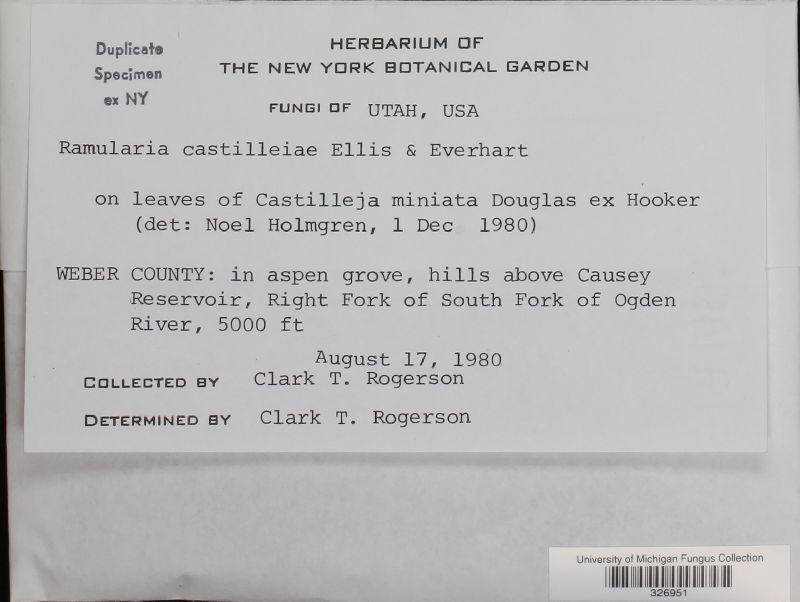 Duplicate
Specimen
ex NY
HERBARIUM OF
THE NEW YORK BOTANICAL GARDEN
FUNGI OF UTAH, USA
Ramularia castilleiae Ellis & Everhart
on leaves of Castilleja miniata Douglas ex Hooker
(det: Noel Holmgren, 1 Dec 1980)
WEBER COUNTY: in aspen grove, hills above Causey
Reservoir, Right Fork of South Fork of Ogden
River, 5000 ft
August 17, 1980
COLLECTED BY Clark T. Rogerson
DETERMINED BY Clark T. Rogerson
University of Michigan Fungus Collection
326951